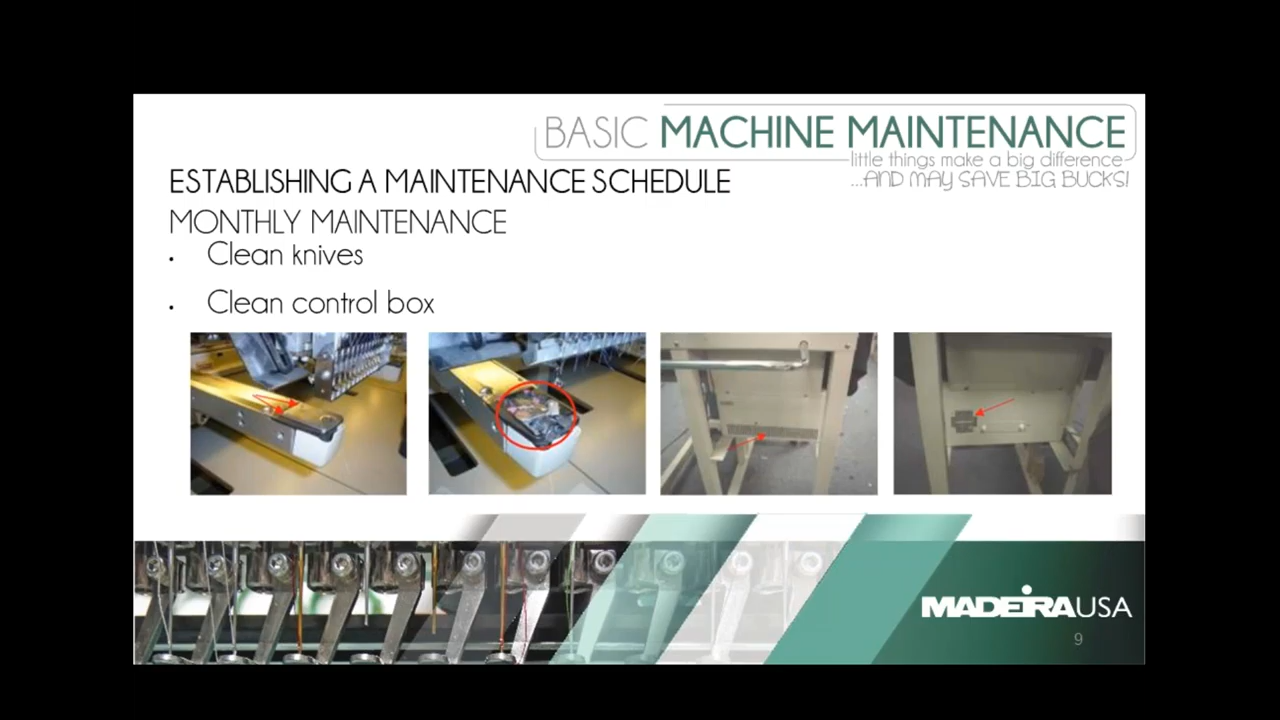 BASIC MACHINE MAINTENANCE
little things make a big difference
...AND MAY SAVE BIG BUCKS!
ESTABLISHING A MAINTENANCE SCHEDULE
MONTHLY MAINTENANCE
• Clean knives
• Clean control box
MADEIRA USA
9